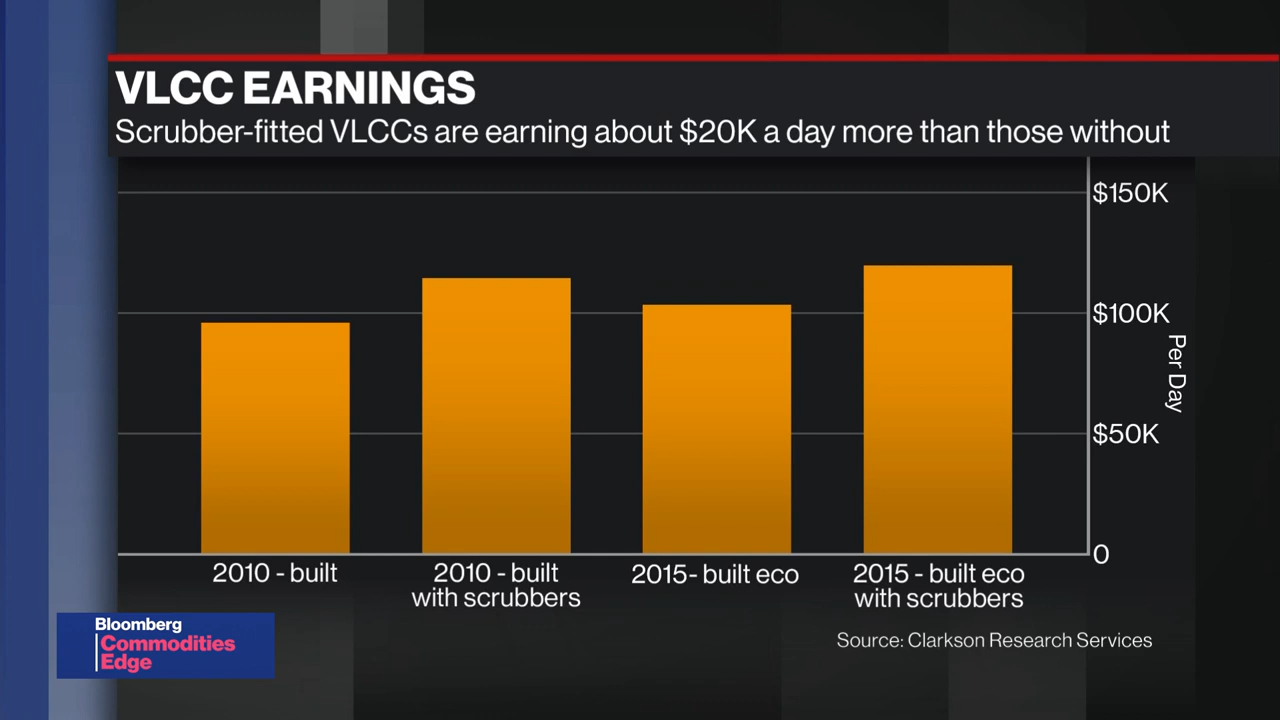 VLCC EARNINGS
Scrubber-fitted VLCCs are earning about $20K a day more than those without
$150K
$100K
$50K
0
Per Day
2010 - built
2010 - built
with scrubbers
2015- built eco
2015 - built eco
with scrubbers
Bloomberg
Commodities
Edge
Source: Clarkson Research Services